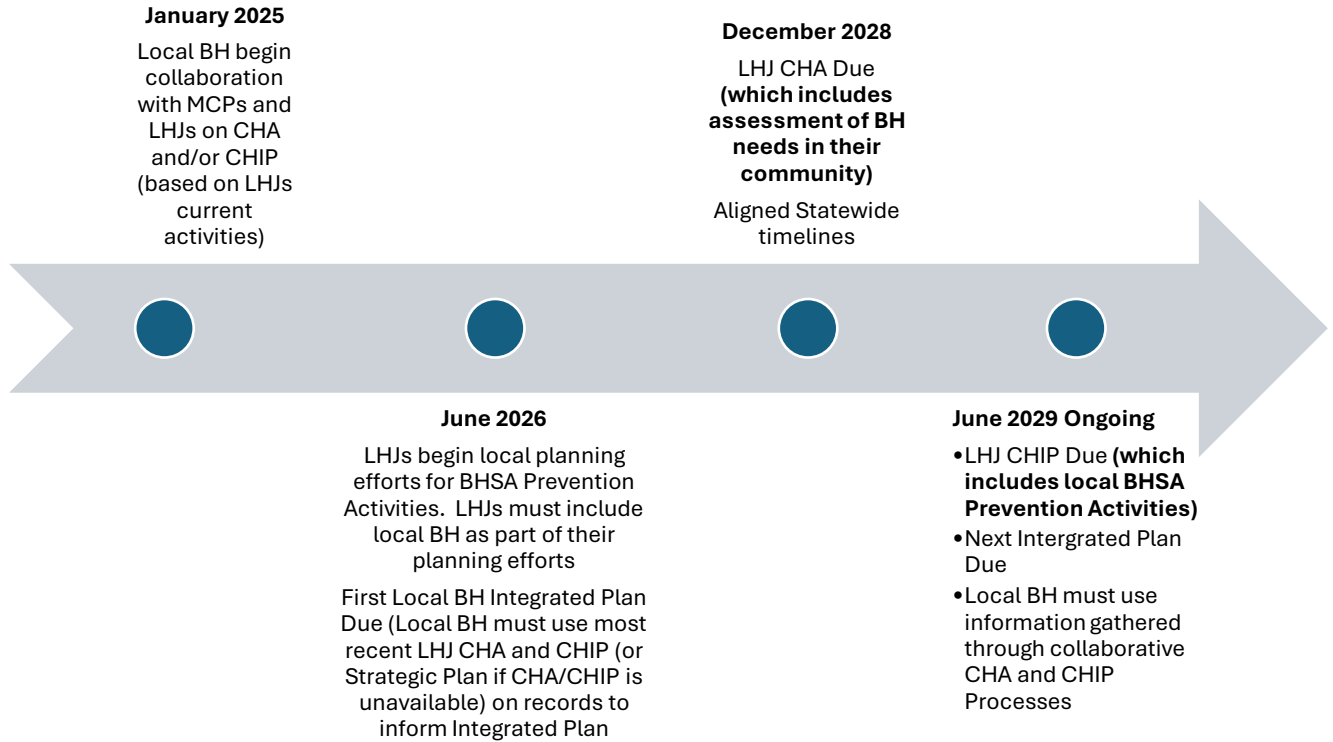 January 2025
Local BH begin
collaboration
with MCPs and
LHJs on CHA
and/or CHIP
(based on LHJs
current
activities)
June 2026
LHJs begin local planning
efforts for BHSA Prevention
Activities.  LHJs must include
local BH as part of their
planning efforts
First Local BH Integrated Plan
Due (Local BH must use most
recent LHJ CHA and CHIP (or
Strategic Plan if CHA/CHIP is
unavailable) on records to
inform Integrated Plan
December 2028
LHJ CHA Due
(which includes
assessment of BH
needs in their
community)
Aligned Statewide
timelines
June 2029 Ongoing
•LHJ CHIP Due (which
includes local BHSA
Prevention Activities)
•Next Intergrated Plan
Due
•Local BH must use
information gathered
through collaborative
CHA and CHIP
Processes